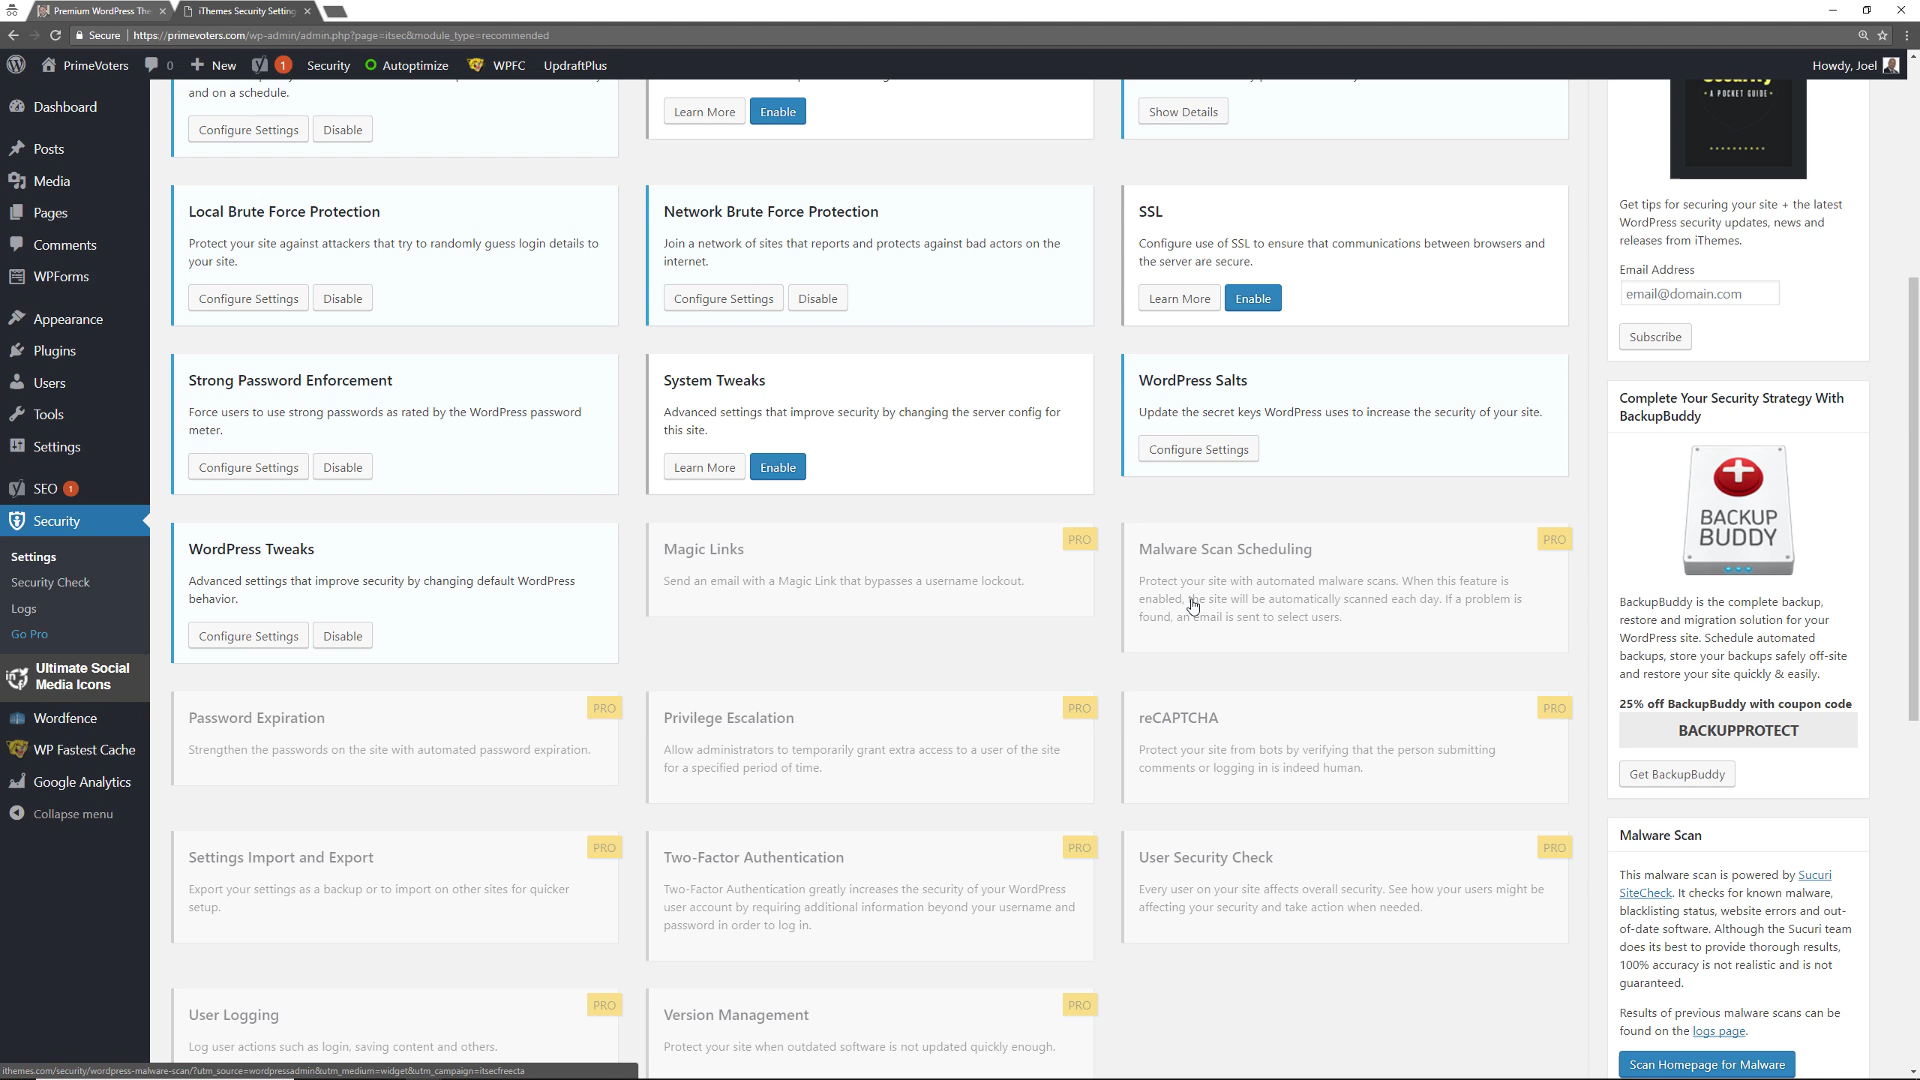 Premium WordPress The
iThemes Security Setting
Secure
https://primevoters.com/wp-admin/admin.php?page=itsec&module_type=recommended
PrimeVoters
0
New
1
Security
Autoptimize
WPFC
UpdraftPlus
Howdy, Joel
Dashboard
Posts
Media
Pages
Comments
WPForms
Appearance
Plugins
Users
Tools
Settings
SEO 1
Security
Settings
Security Check
Logs
Go Pro
Ultimate Social
Media Icons
Wordfence
WP Fastest Cache
Google Analytics
Collapse menu
and on a schedule.
Configure Settings
Disable
Learn More
Enable
Show Details
Local Brute Force Protection
Protect your site against attackers that try to randomly guess login details to
your site.
Configure Settings
Disable
Network Brute Force Protection
Join a network of sites that reports and protects against bad actors on the
internet.
Configure Settings
Disable
SSL
Configure use of SSL to ensure that communications between browsers and
the server are secure.
Learn More
Enable
Strong Password Enforcement
Force users to use strong passwords as rated by the WordPress password
meter.
Configure Settings
Disable
System Tweaks
Advanced settings that improve security by changing the server config for
this site.
Learn More
Enable
WordPress Salts
Update the secret keys WordPress uses to increase the security of your site.
Configure Settings
WordPress Tweaks
Advanced settings that improve security by changing default WordPress
behavior.
Configure Settings
Disable
PRO
Magic Links
Send an email with a Magic Link that bypasses a username lockout.
PRO
Malware Scan Scheduling
Protect your site with automated malware scans. When this feature is
enabled, the site will be automatically scanned each day. If a problem is
found, an email is sent to select users.
PRO
Password Expiration
Strengthen the passwords on the site with automated password expiration.
PRO
Privilege Escalation
Allow administrators to temporarily grant extra access to a user of the site
for a specified period of time.
PRO
reCAPTCHA
Protect your site from bots by verifying that the person submitting
comments or logging in is indeed human.
PRO
Settings Import and Export
Export your settings as a backup or to import on other sites for quicker
setup.
PRO
Two-Factor Authentication
Two-Factor Authentication greatly increases the security of your WordPress
user account by requiring additional information beyond your username and
password in order to log in.
PRO
User Security Check
Every user on your site affects overall security. See how your users might be
affecting your security and take action when needed.
PRO
User Logging
Log user actions such as login, saving content and others.
PRO
Version Management
Protect your site when outdated software is not updated quickly enough.
Security
• A POCKET GUIDE •
Get tips for securing your site + the latest
WordPress security updates, news and
releases from iThemes.
Email Address
email@domain.com
Subscribe
Complete Your Security Strategy With
BackupBuddy
BACKUP
BUDDY
BackupBuddy is the complete backup,
restore and migration solution for your
WordPress site. Schedule automated
backups, store your backups safely off-site
and restore your site quickly & easily.
25% off BackupBuddy with coupon code
BACKUPPROTECT
Get BackupBuddy
Malware Scan
This malware scan is powered by Sucuri
SiteCheck. It checks for known malware,
blacklisting status, website errors and out-
of-date software. Although the Sucuri team
does its best to provide thorough results,
100% accuracy is not realistic and is not
guaranteed.
Results of previous malware scans can be
found on the logs page.
Scan Homepage for Malware
ithemes.com/security/wordpress-malware-scan/?utm_source=wordpressadmin&utm_medium=widget&utm_campaign=itsecfreecta